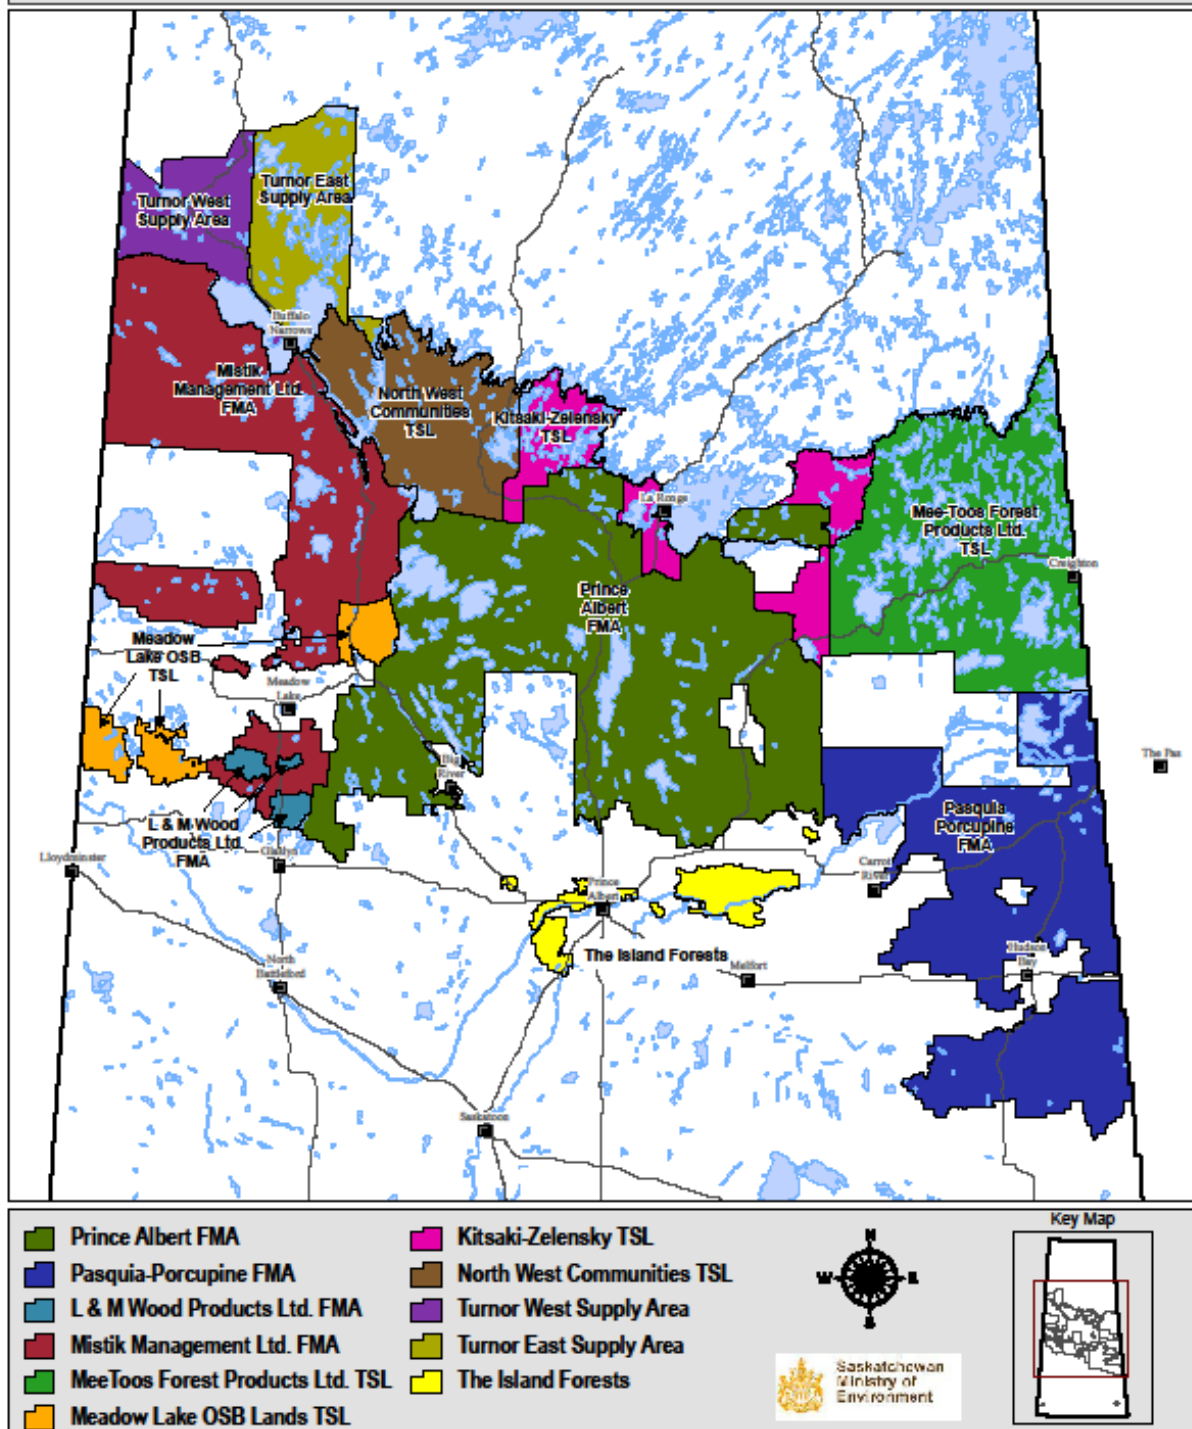 Turnor West
Supply Area
Turnor East
Supply Area
Buffalo
Narrows
Mistik
Management Ltd.
FMA
North West
Communities
TSL
Kitsaki-Zelensky
TSL
La Ronge
Mee-Toos Forest
Products Ltd.
TSL
Creighton
Prince
Albert
FMA
Meadow
Lake OSB
TSL
Meadow
Lake
Big
River
The Pas
L & M Wood
Products Ltd.
FMA
Pasquia
Porcupine
FMA
Lloydminster
Glaslyn
Carrot
River
Prince
Albert
The Island Forests
Melfort
Hudson
Bay
North
Battleford
Saskatoon
Prince Albert FMA
Pasquia-Porcupine FMA
L & M Wood Products Ltd. FMA
Mistik Management Ltd. FMA
MeeToos Forest Products Ltd. TSL
Meadow Lake OSB Lands TSL
Kitsaki-Zelensky TSL
North West Communities TSL
Turnor West Supply Area
Turnor East Supply Area
The Island Forests
N
W
E
S
Saskatchewan
Ministry of
Environment
Key Map